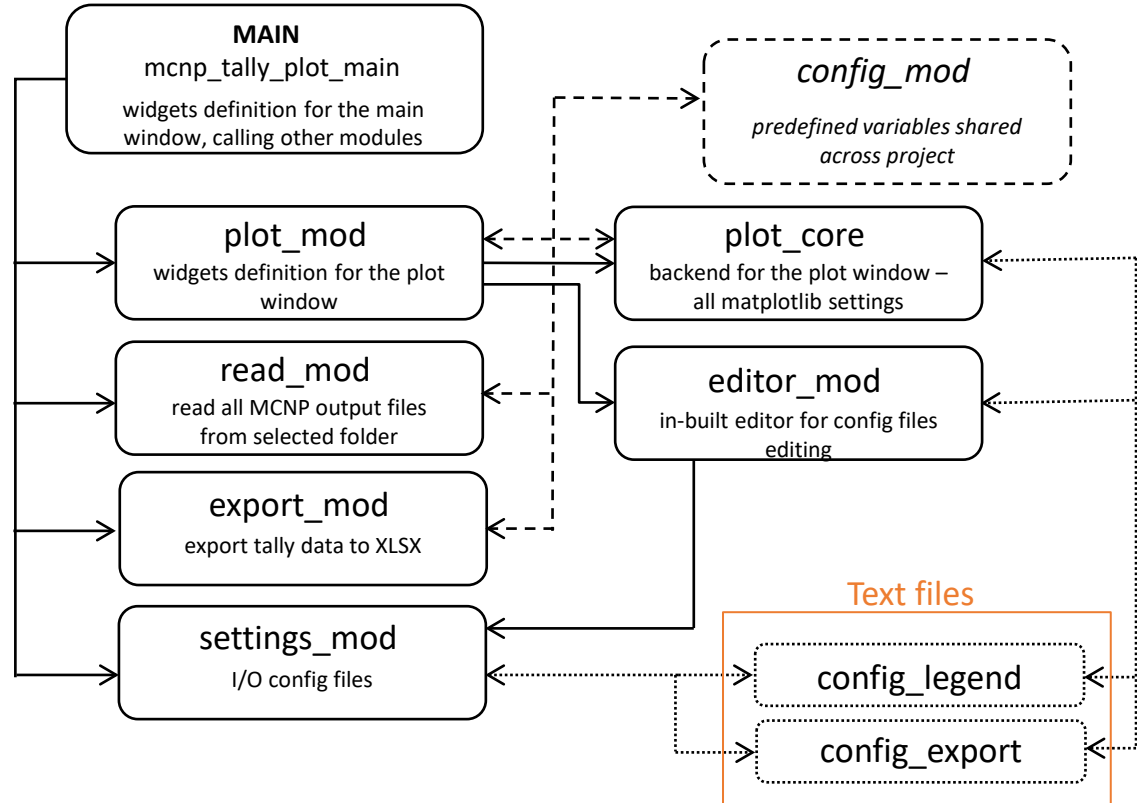 MAIN
mcnp_tally_plot_main
widgets definition for the main
window, calling other modules
config_mod
predefined variables shared
across project
plot_mod
widgets definition for the plot
window
plot_core
backend for the plot window –
all matplotlib settings
read_mod
read all MCNP output files
from selected folder
editor_mod
in-built editor for config files
editing
export_mod
export tally data to XLSX
settings_mod
I/O config files
Text files
config_legend
config_export